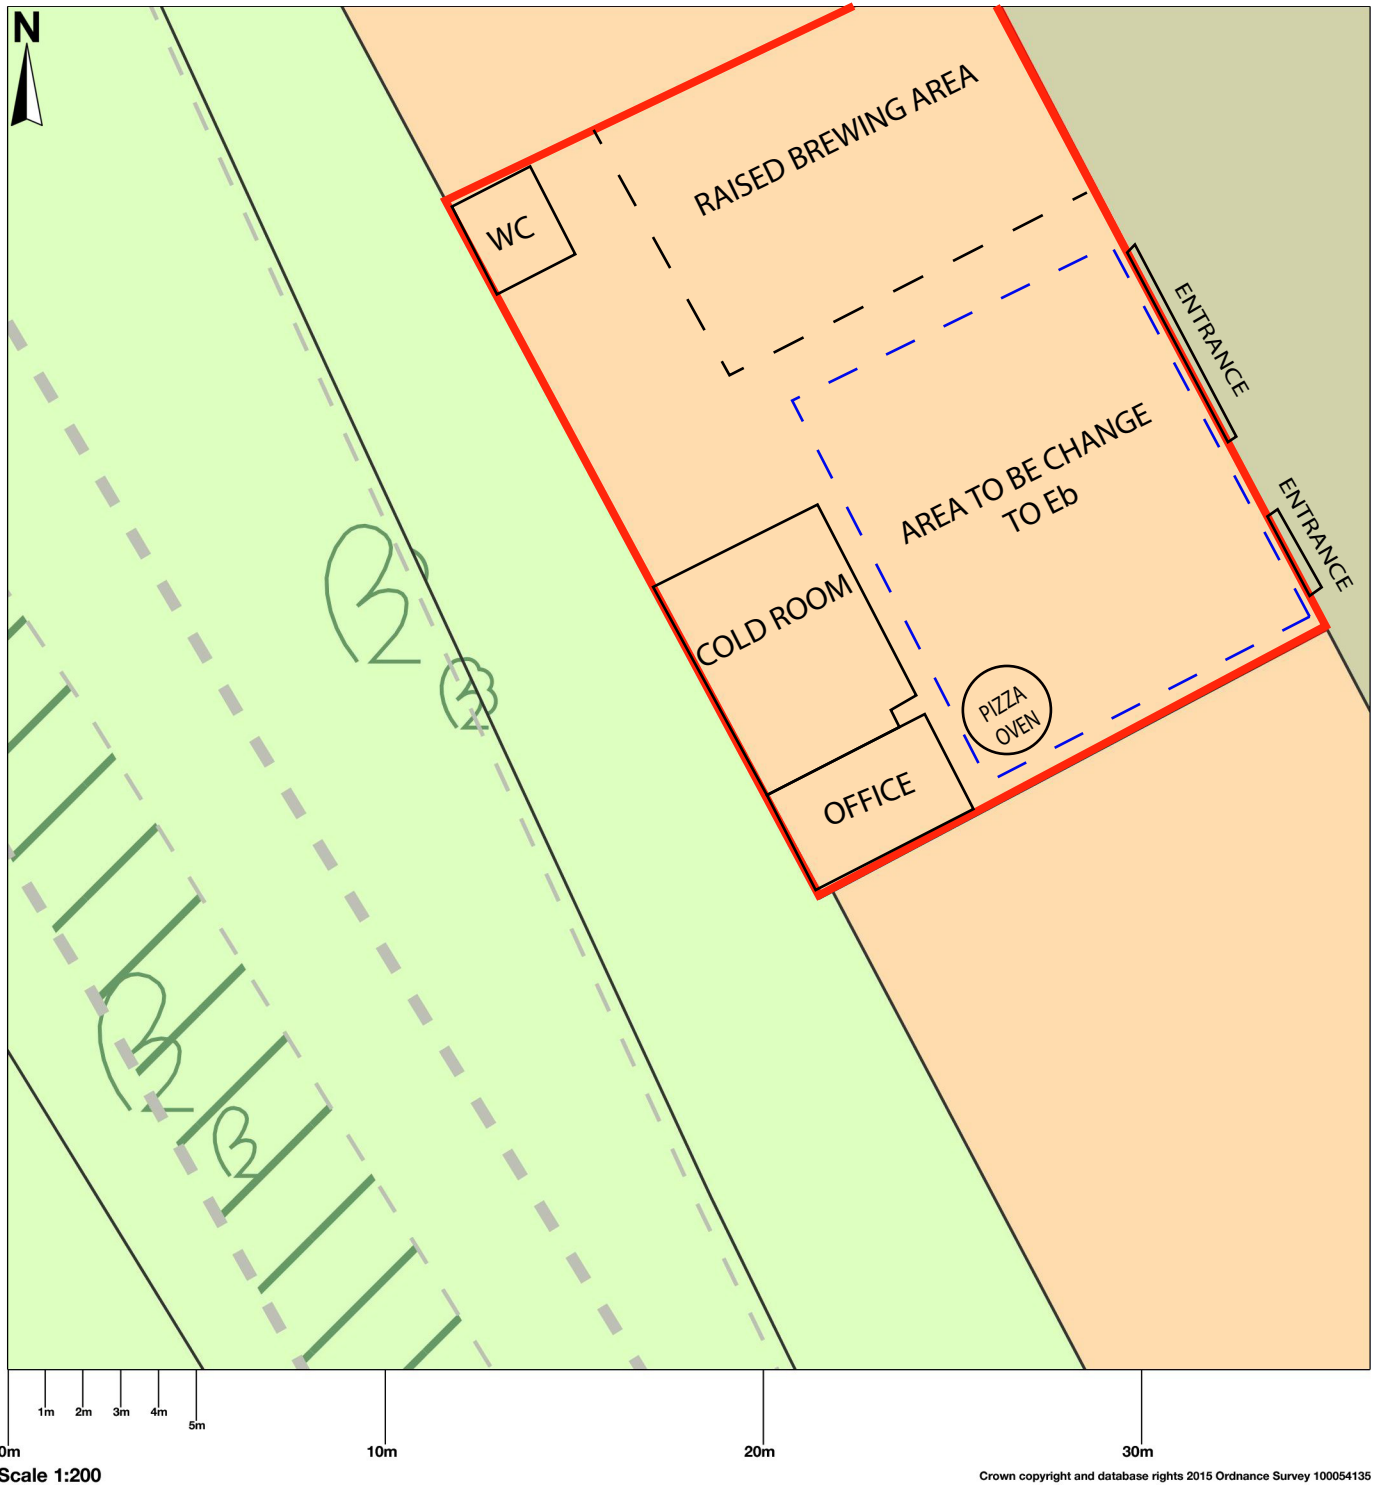 N
RAISED BREWING AREA
WC
ENTRANCE
AREA TO BE CHANGE
TO Eb
ENTRANCE
COLD ROOM
PIZZA
OVEN
OFFICE
1m 2m 3m 4m
5m
0m 10m 20m 30m
Scale 1:200
Crown copyright and database rights 2015 Ordnance Survey 100054135